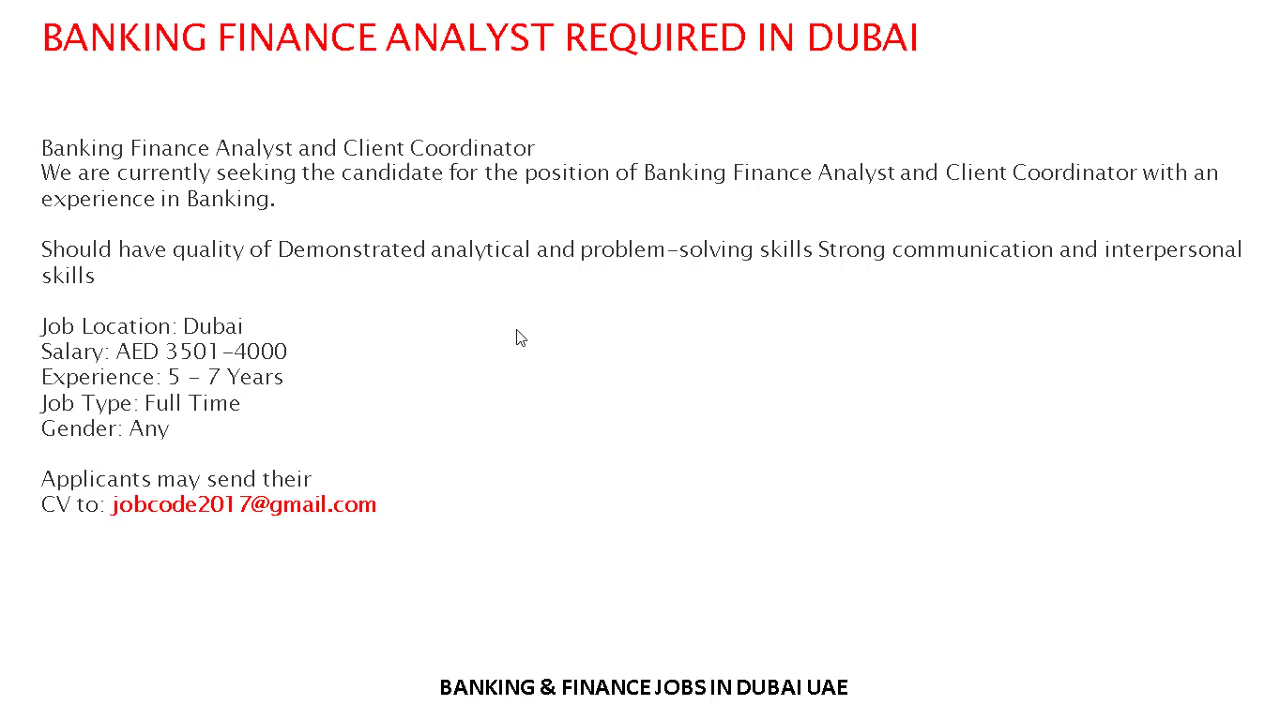 BANKING FINANCE ANALYST REQUIRED IN DUBAI
Banking Finance Analyst and Client Coordinator
We are currently seeking the candidate for the position of Banking Finance Analyst and Client Coordinator with an
experience in Banking.
Should have quality of Demonstrated analytical and problem-solving skills Strong communication and interpersonal
skills
Job Location: Dubai
Salary: AED 3501-4000
Experience: 5 - 7 Years
Job Type: Full Time
Gender: Any
Applicants may send their
CV to: jobcode2017@gmail.com
BANKING & FINANCE JOBS IN DUBAI UAE